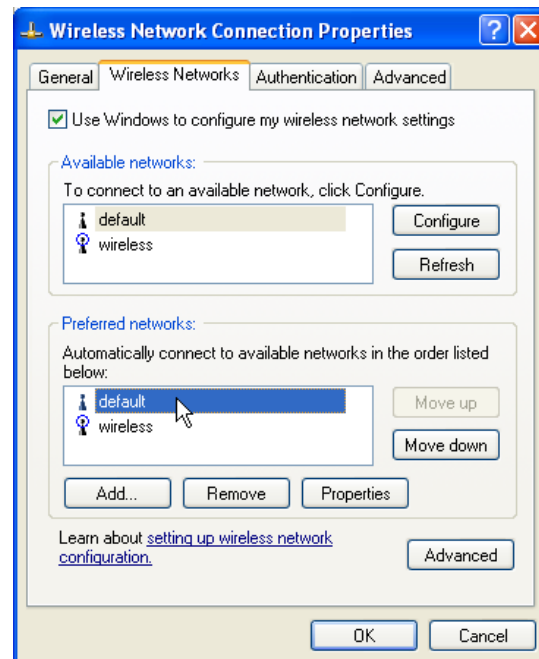 Wireless Network Connection Properties
General Wireless Networks Authentication Advanced
Use Windows to configure my wireless network settings
Available networks:
To connect to an available network, click Configure.
default
wireless
Configure
Refresh
Preferred networks:
Automatically connect to available networks in the order listed
below:
default
wireless
Move up
Move down
Add... Remove Properties
Learn about setting up wireless network
configuration.
Advanced
OK Cancel